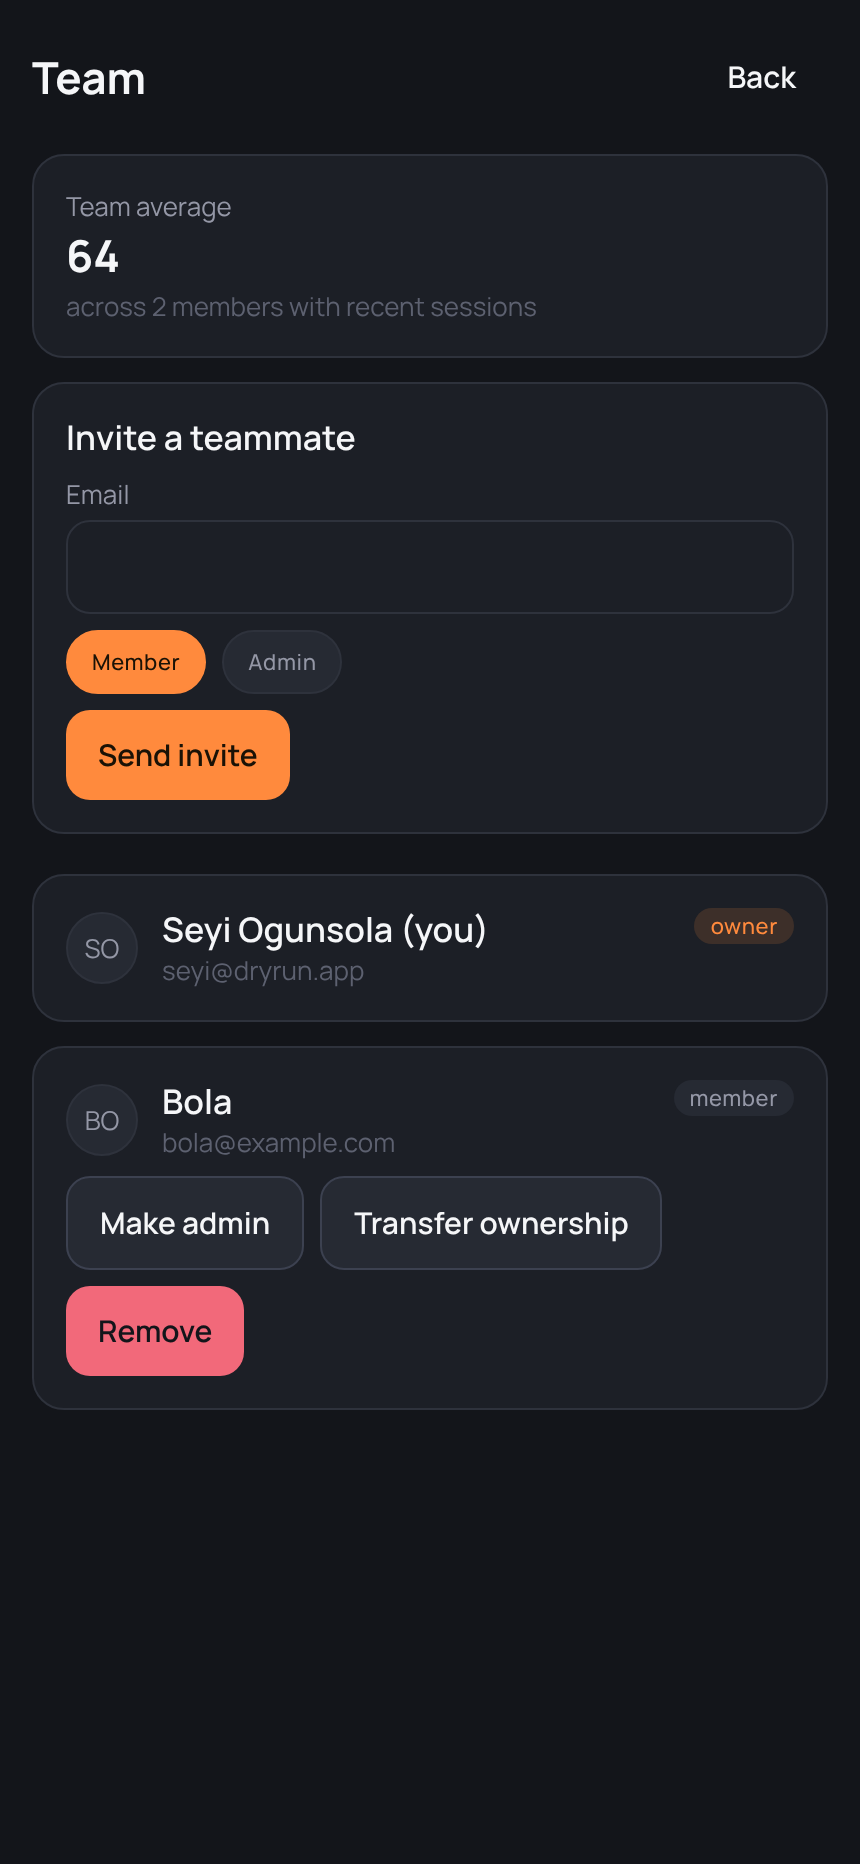 Team
Back
Team average
64
across 2 members with recent sessions
Invite a teammate
Email
Member
Admin
Send invite
SO
Seyi Ogunsola (you)
owner
seyi@dryrun.app
BO
Bola
member
bola@example.com
Make admin
Transfer ownership
Remove